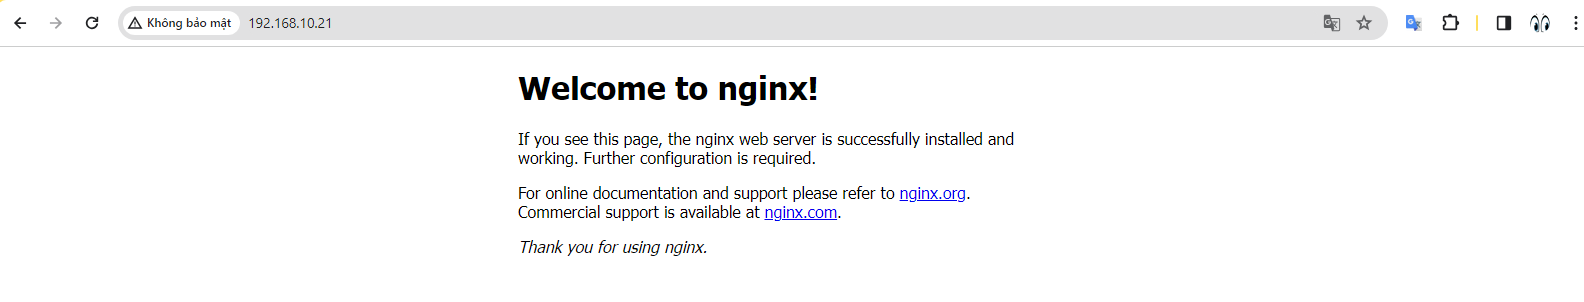 Không bảo mật 192.168.10.21
Welcome to nginx!
If you see this page, the nginx web server is successfully installed and
working. Further configuration is required.
For online documentation and support please refer to nginx.org.
Commercial support is available at nginx.com.
Thank you for using nginx.